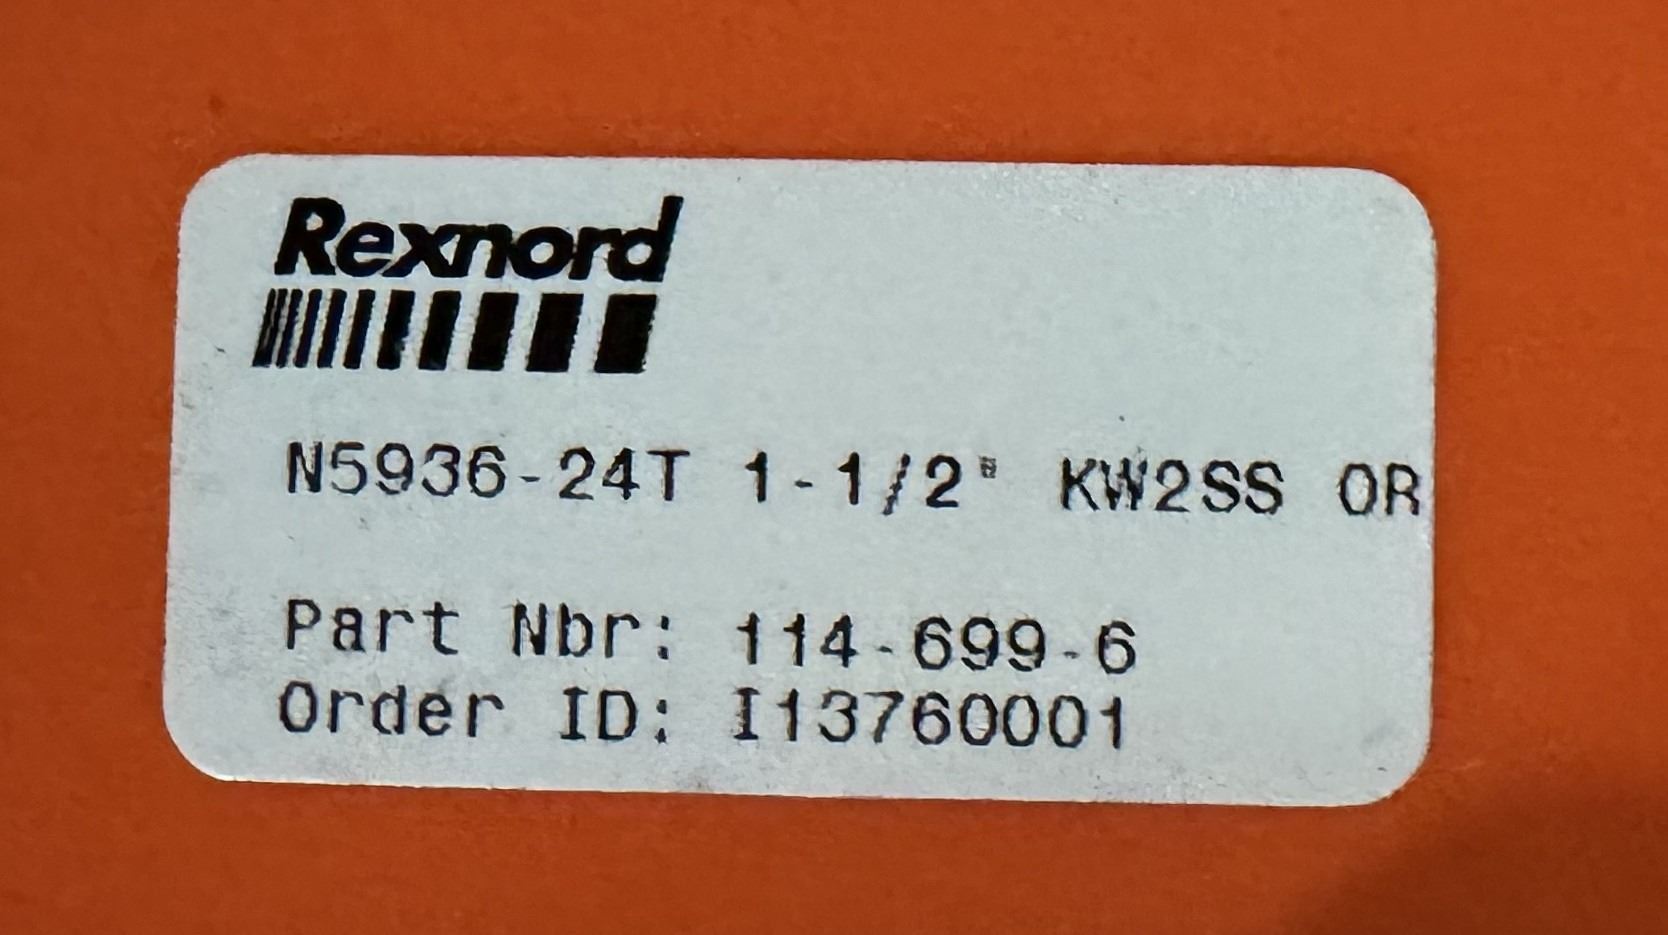 Rexnord
N5936-24T 1-1/2" KW2SS OR
Part Nbr: 114-699-6
Order ID: I13760001